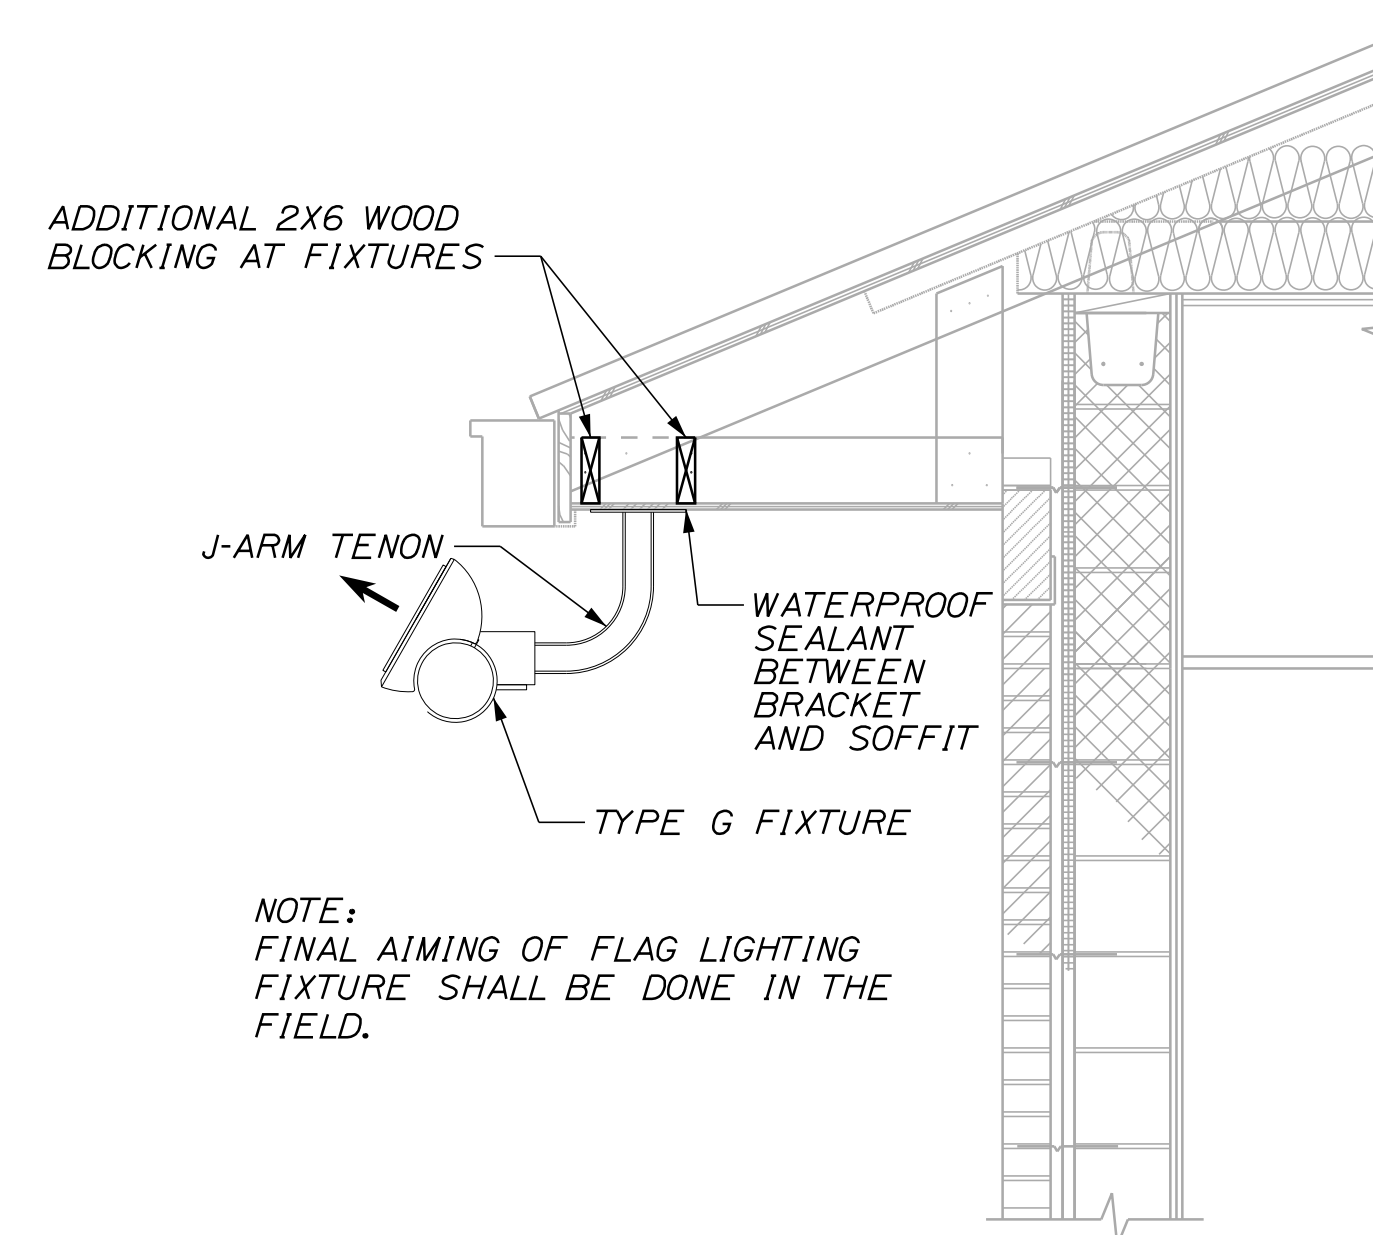 ADDITIONAL 2X6 WOOD
BLOCKING AT FIXTURES
J-ARM TENON
WATERPROOF
SEALANT
BETWEEN
BRACKET
AND SOFFIT
TYPE G FIXTURE
NOTE:
FINAL AIMING OF FLAG LIGHTING
FIXTURE SHALL BE DONE IN THE
FIELD.